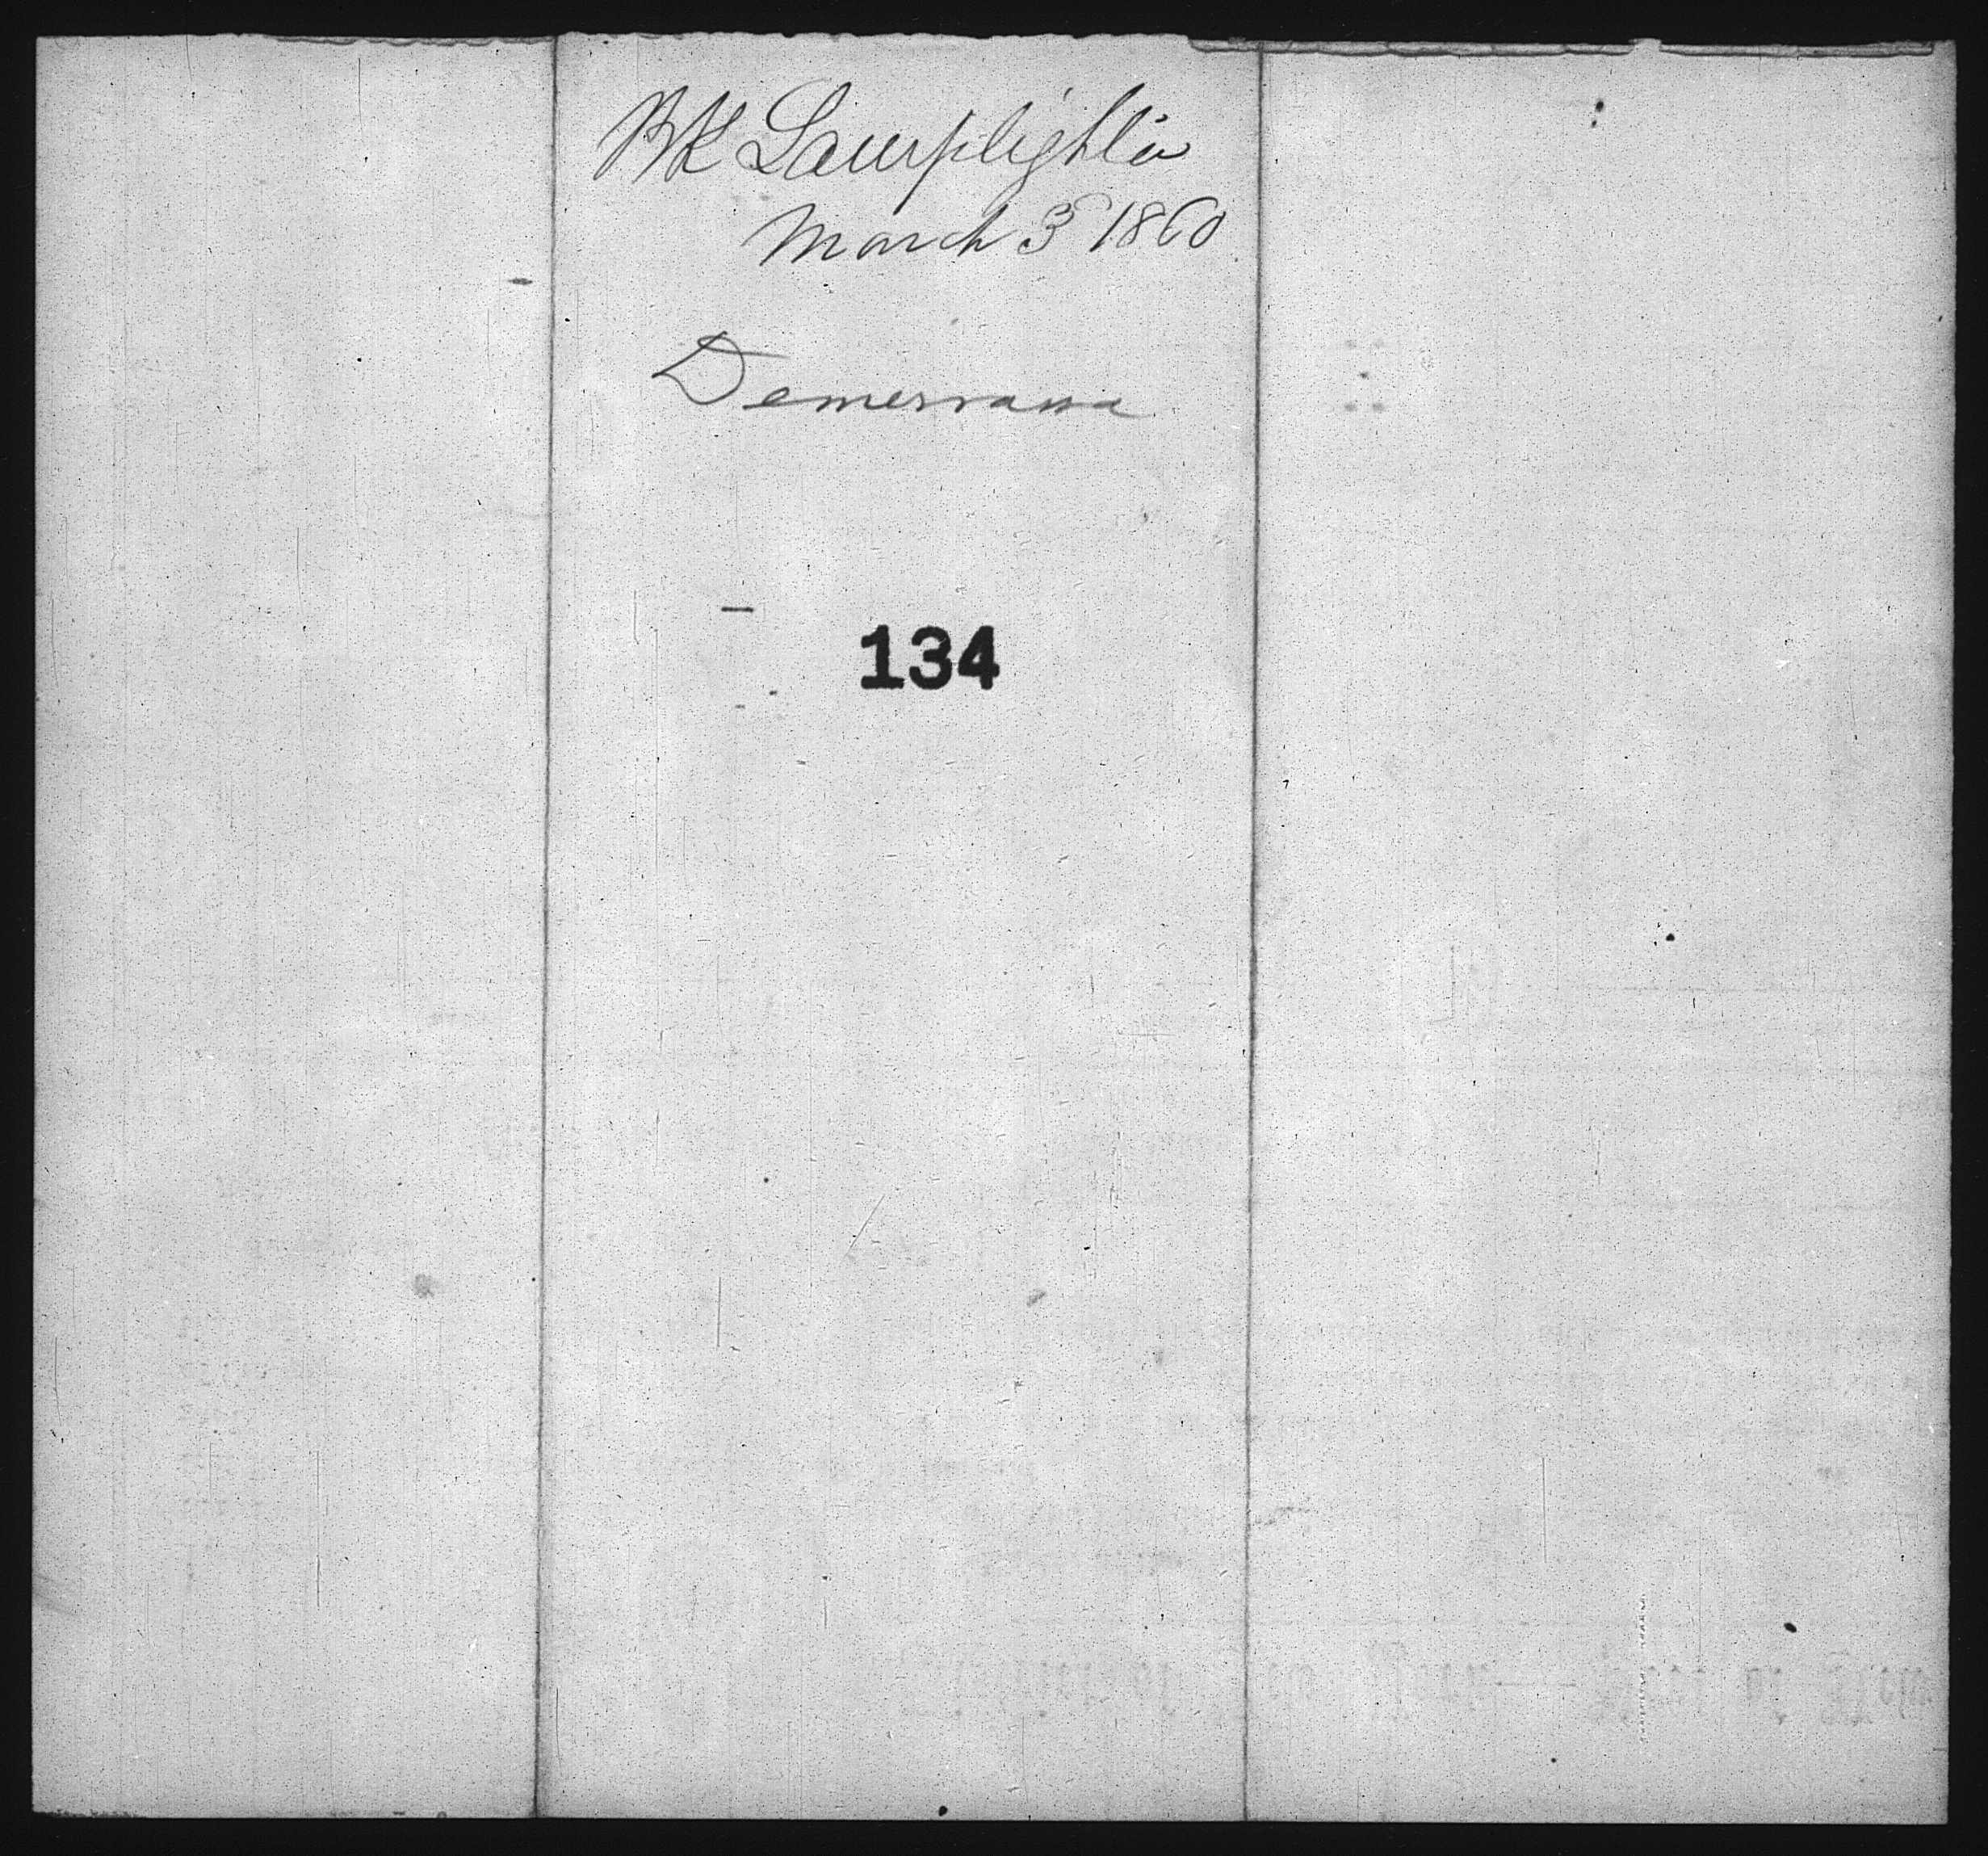 Bk Lamplighter
March 3 1860
Demerrara
134